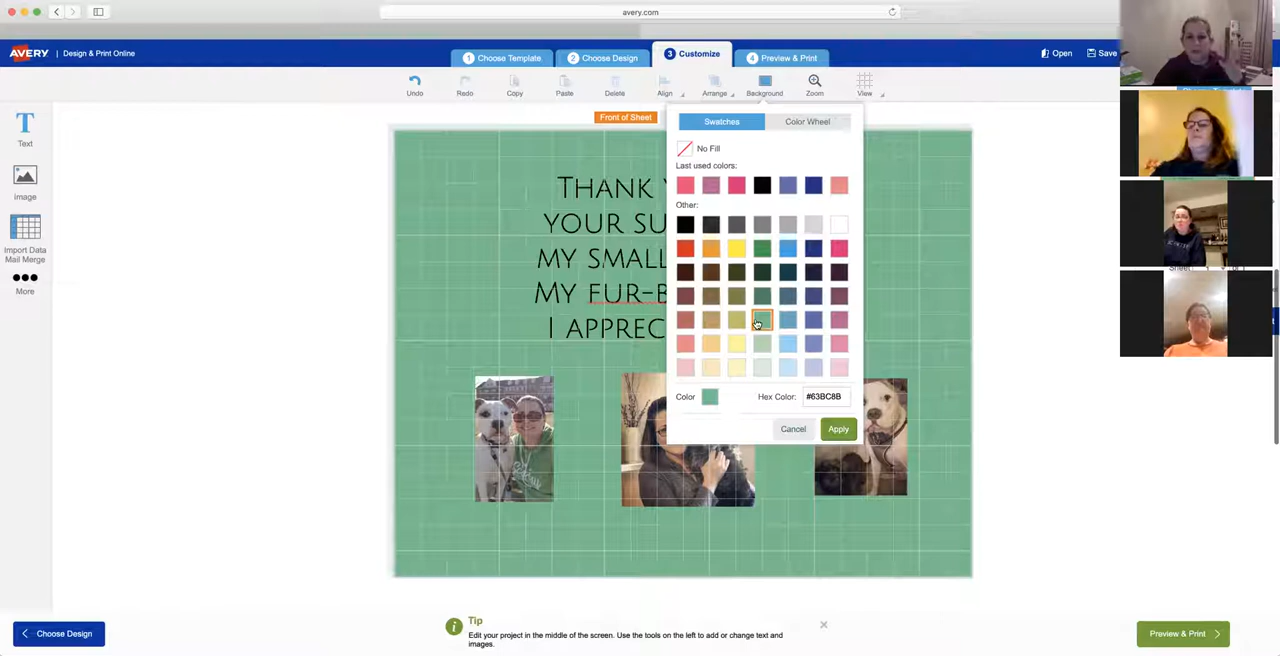 avery.com
AVERY | Design & Print Online
1 Choose Template
2 Choose Design
3 Customize
4 Preview & Print
Open
Save
Undo
Redo
Copy
Paste
Delete
Align
Arrange
Background
Zoom
View
Text
Image
Import Data
Mail Merge
More
Front of Sheet
THANK Y
YOUR SU
MY SMALL
MY FUR-B
I APPREC
Swatches
Color Wheel
No Fill
Last used colors:
Other:
Color
Hex Color: #63BC8B
Cancel
Apply
Choose Design
Tip
Edit your project in the middle of the screen. Use the tools on the left to add or change text and
images.
Preview & Print